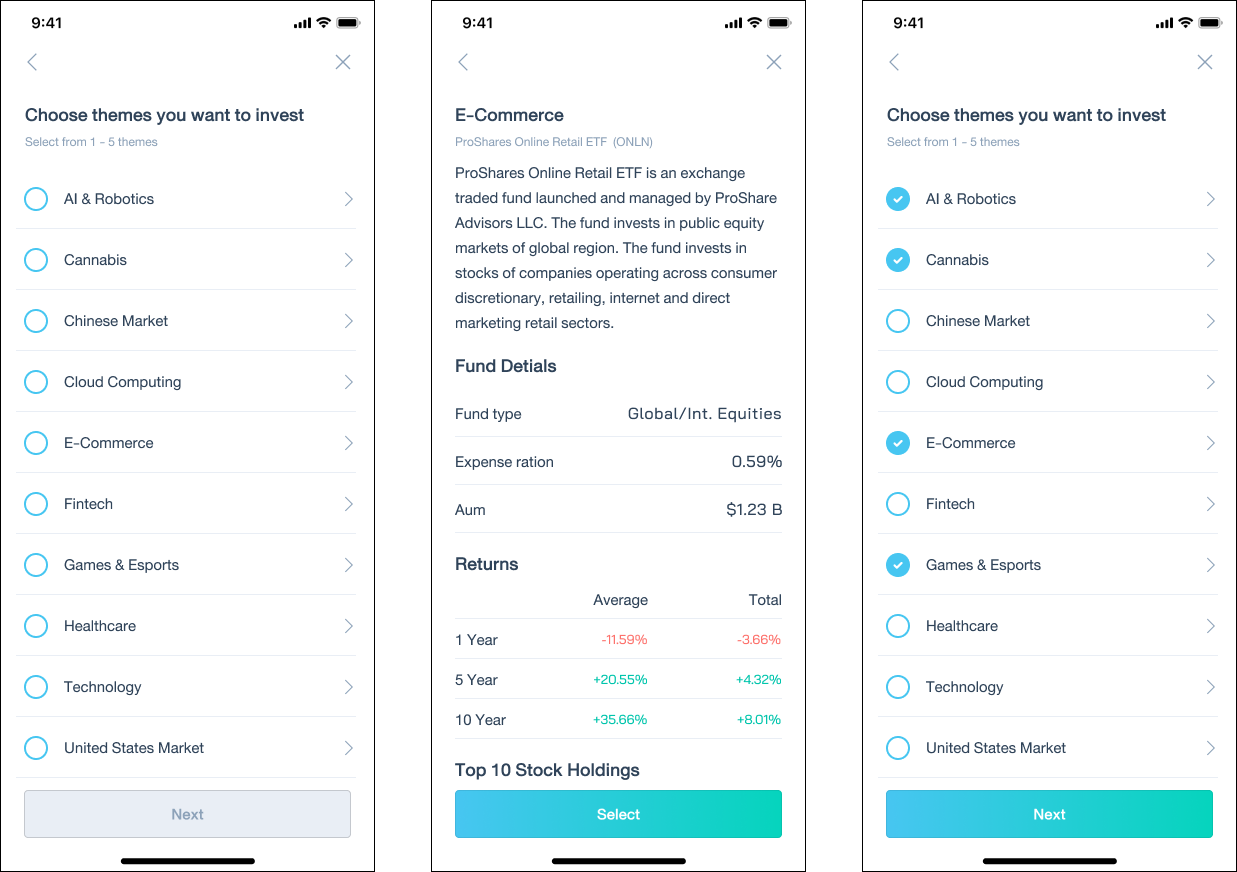 9:41
Choose themes you want to invest
Select from 1 - 5 themes
AI & Robotics
Cannabis
Chinese Market
Cloud Computing
E-Commerce
Fintech
Games & Esports
Healthcare
Technology
United States Market
Next
9:41
E-Commerce
ProShares Online Retail ETF (ONLN)
ProShares Online Retail ETF is an exchange
traded fund launched and managed by ProShare
Advisors LLC. The fund invests in public equity
markets of global region. The fund invests in
stocks of companies operating across consumer
discretionary, retailing, internet and direct
marketing retail sectors.
Fund Detials
Fund type Global/Int. Equities
Expense ration 0.59%
Aum $1.23 B
Returns
Average Total
1 Year -11.59% -3.66%
5 Year +20.55% +4.32%
10 Year +35.66% +8.01%
Top 10 Stock Holdings
Select
9:41
Choose themes you want to invest
Select from 1 - 5 themes
AI & Robotics
Cannabis
Chinese Market
Cloud Computing
E-Commerce
Fintech
Games & Esports
Healthcare
Technology
United States Market
Next